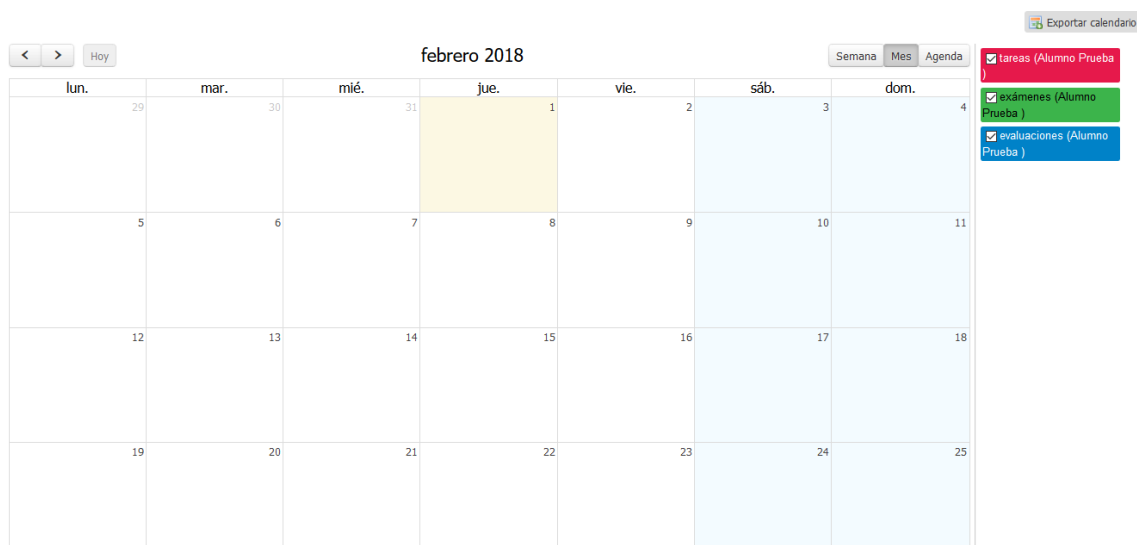 Exportar calendario
Hoy
febrero 2018
Semana Mes Agenda
lun. mar. mié. jue. vie. sáb. dom.
29 30 31 1 2 3 4
5 6 7 8 9 10 11
12 13 14 15 16 17 18
19 20 21 22 23 24 25
tareas (Alumno Prueba
)
exámenes (Alumno
Prueba )
evaluaciones (Alumno
Prueba )